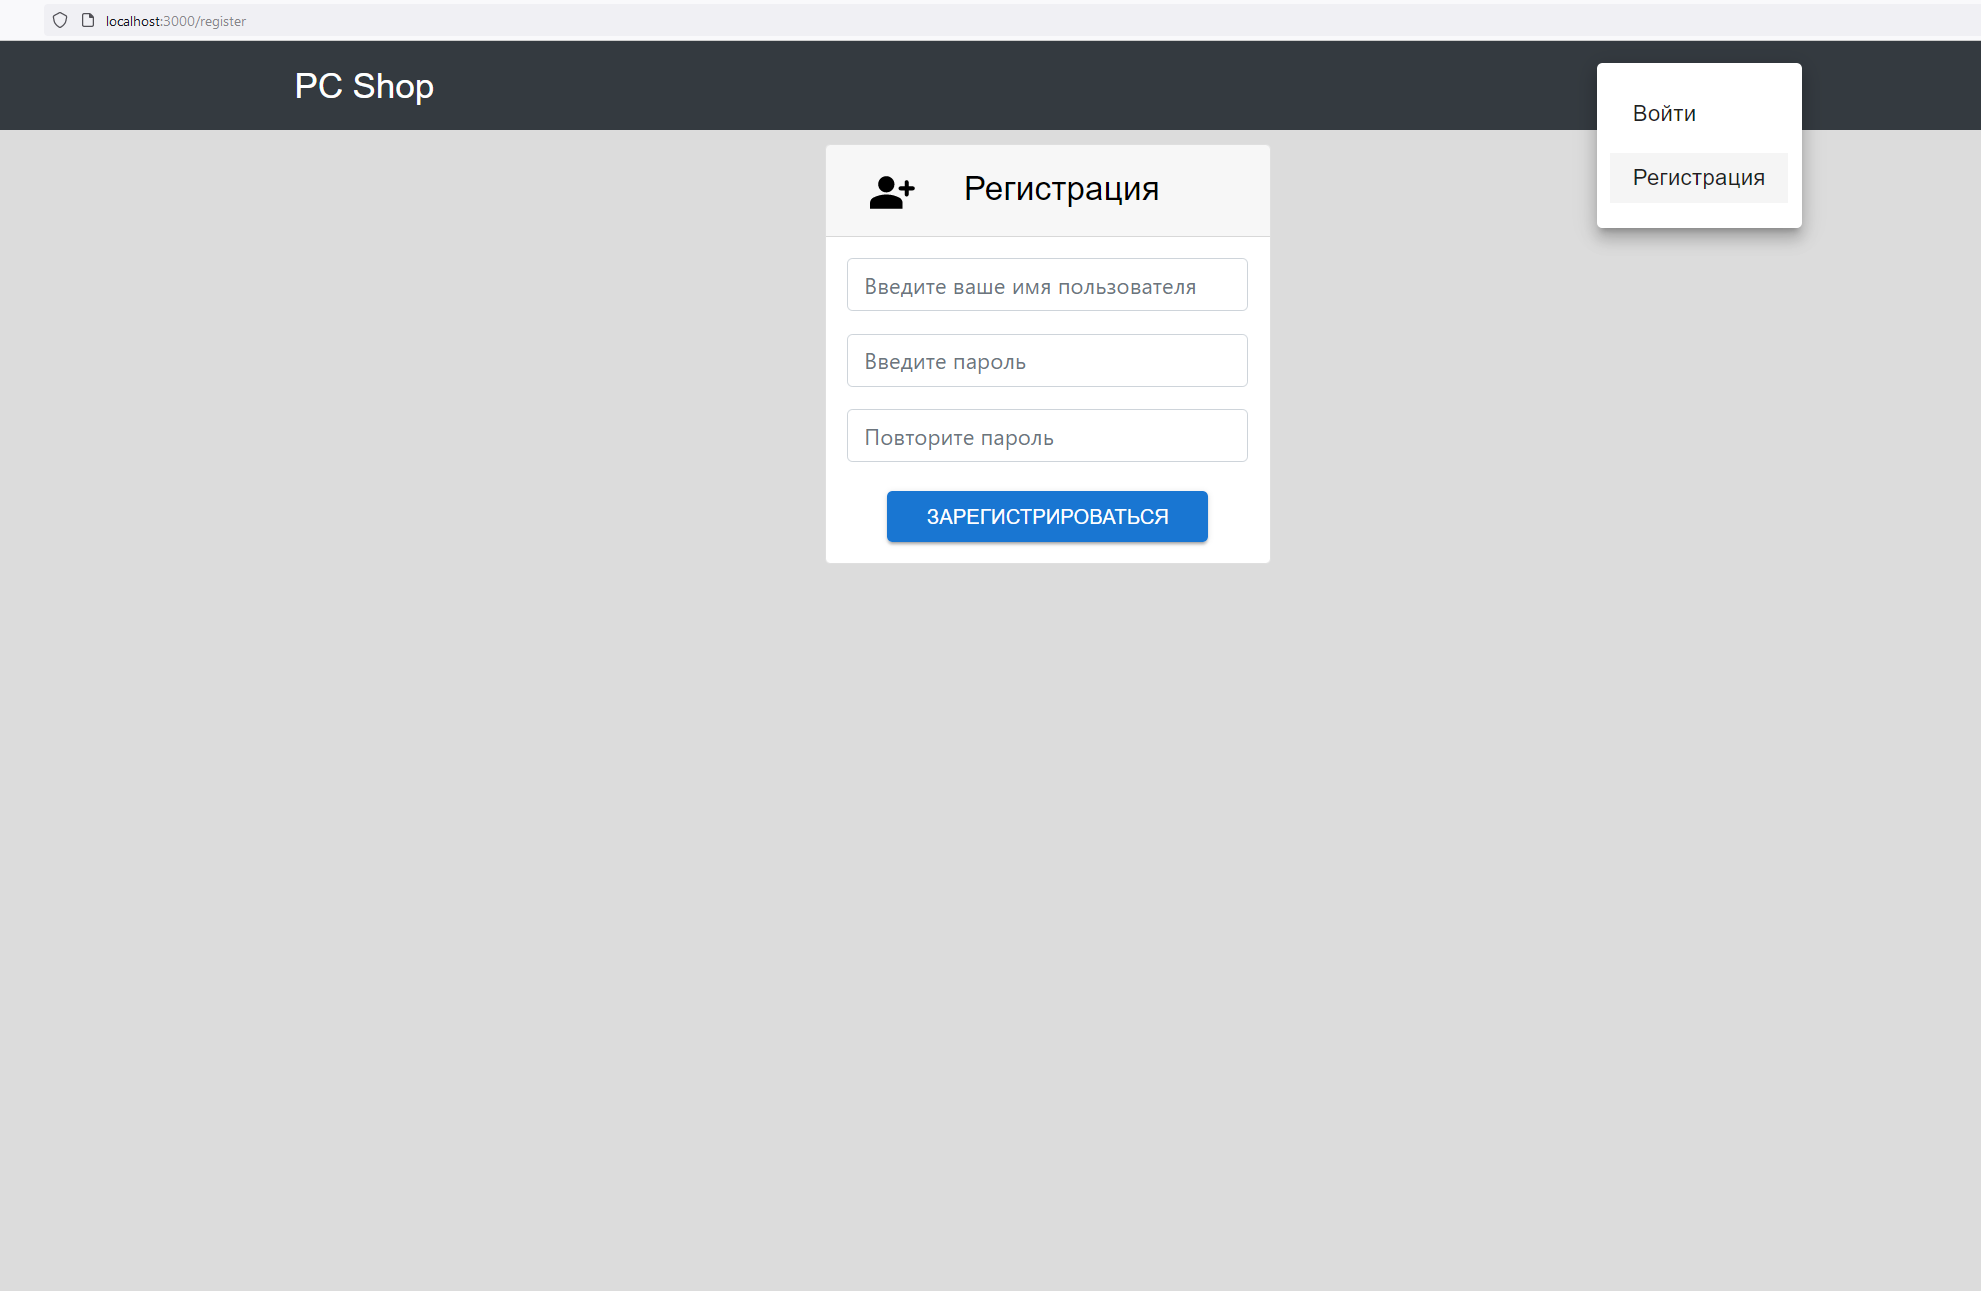 localhost:3000/register
PC Shop
Войти
Регистрация
Регистрация
Введите ваше имя пользователя
Введите пароль
Повторите пароль
ЗАРЕГИСТРИРОВАТЬСЯ